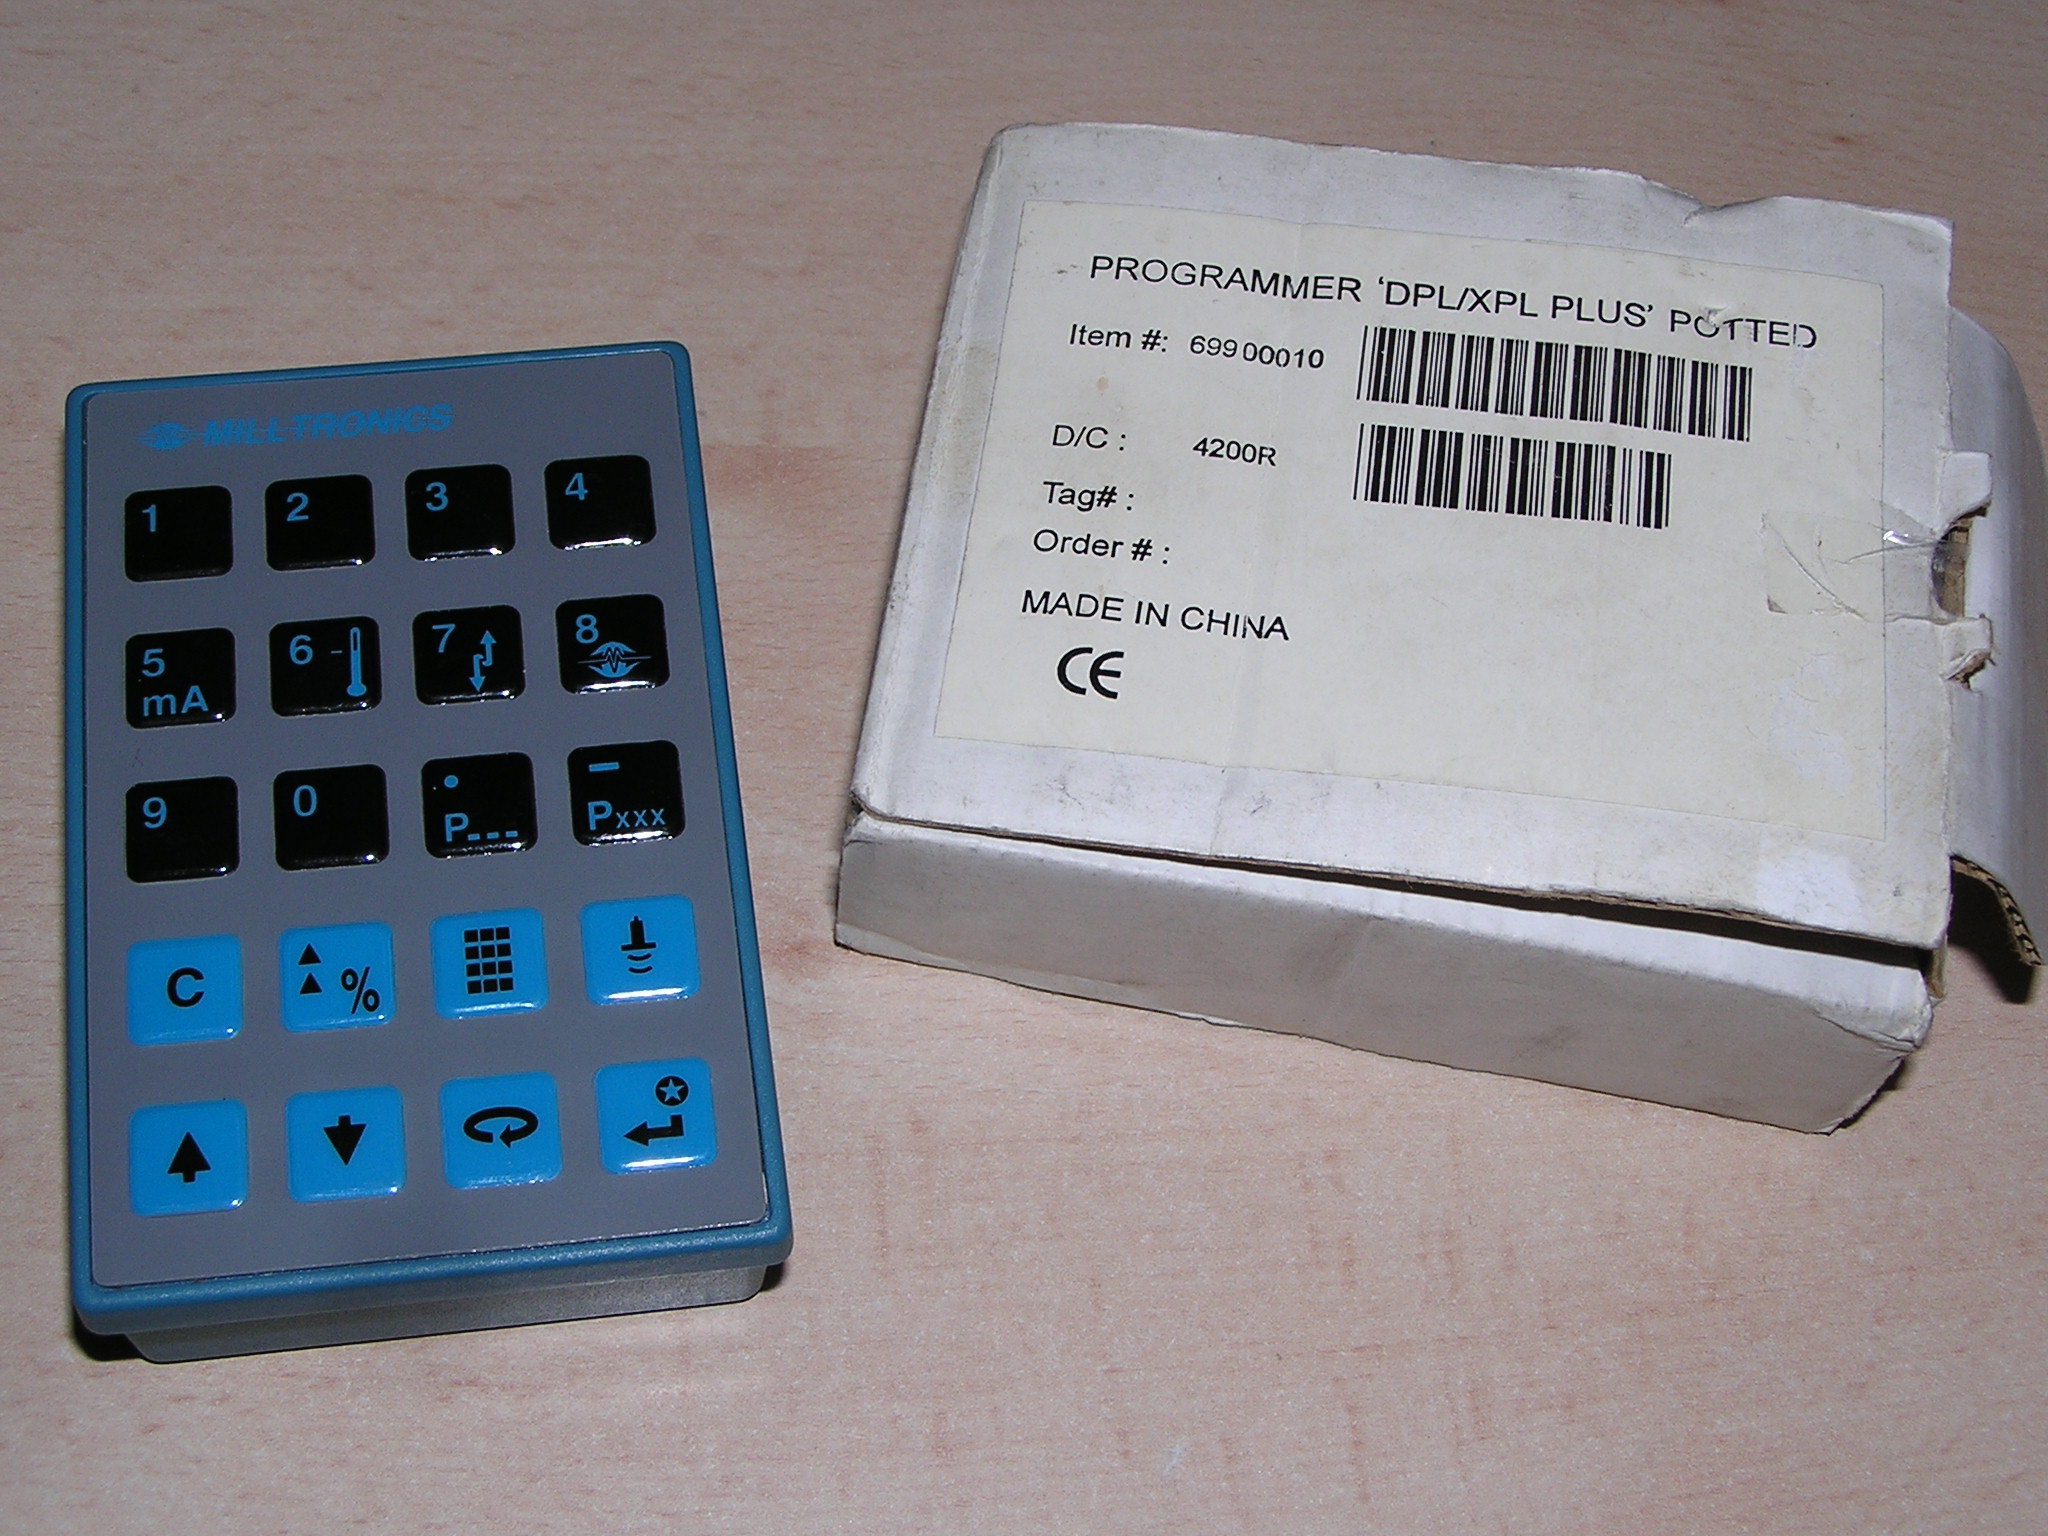 MILLTRONICS
1 2 3 4
5 6 7 8
mA
9 0 . -
P--- Pxxx
C %
PROGRAMMER ‘DPL/XPL PLUS’ POTTED
Item #: 69900010
D/C : 4200R
Tag# :
Order # :
MADE IN CHINA
CE